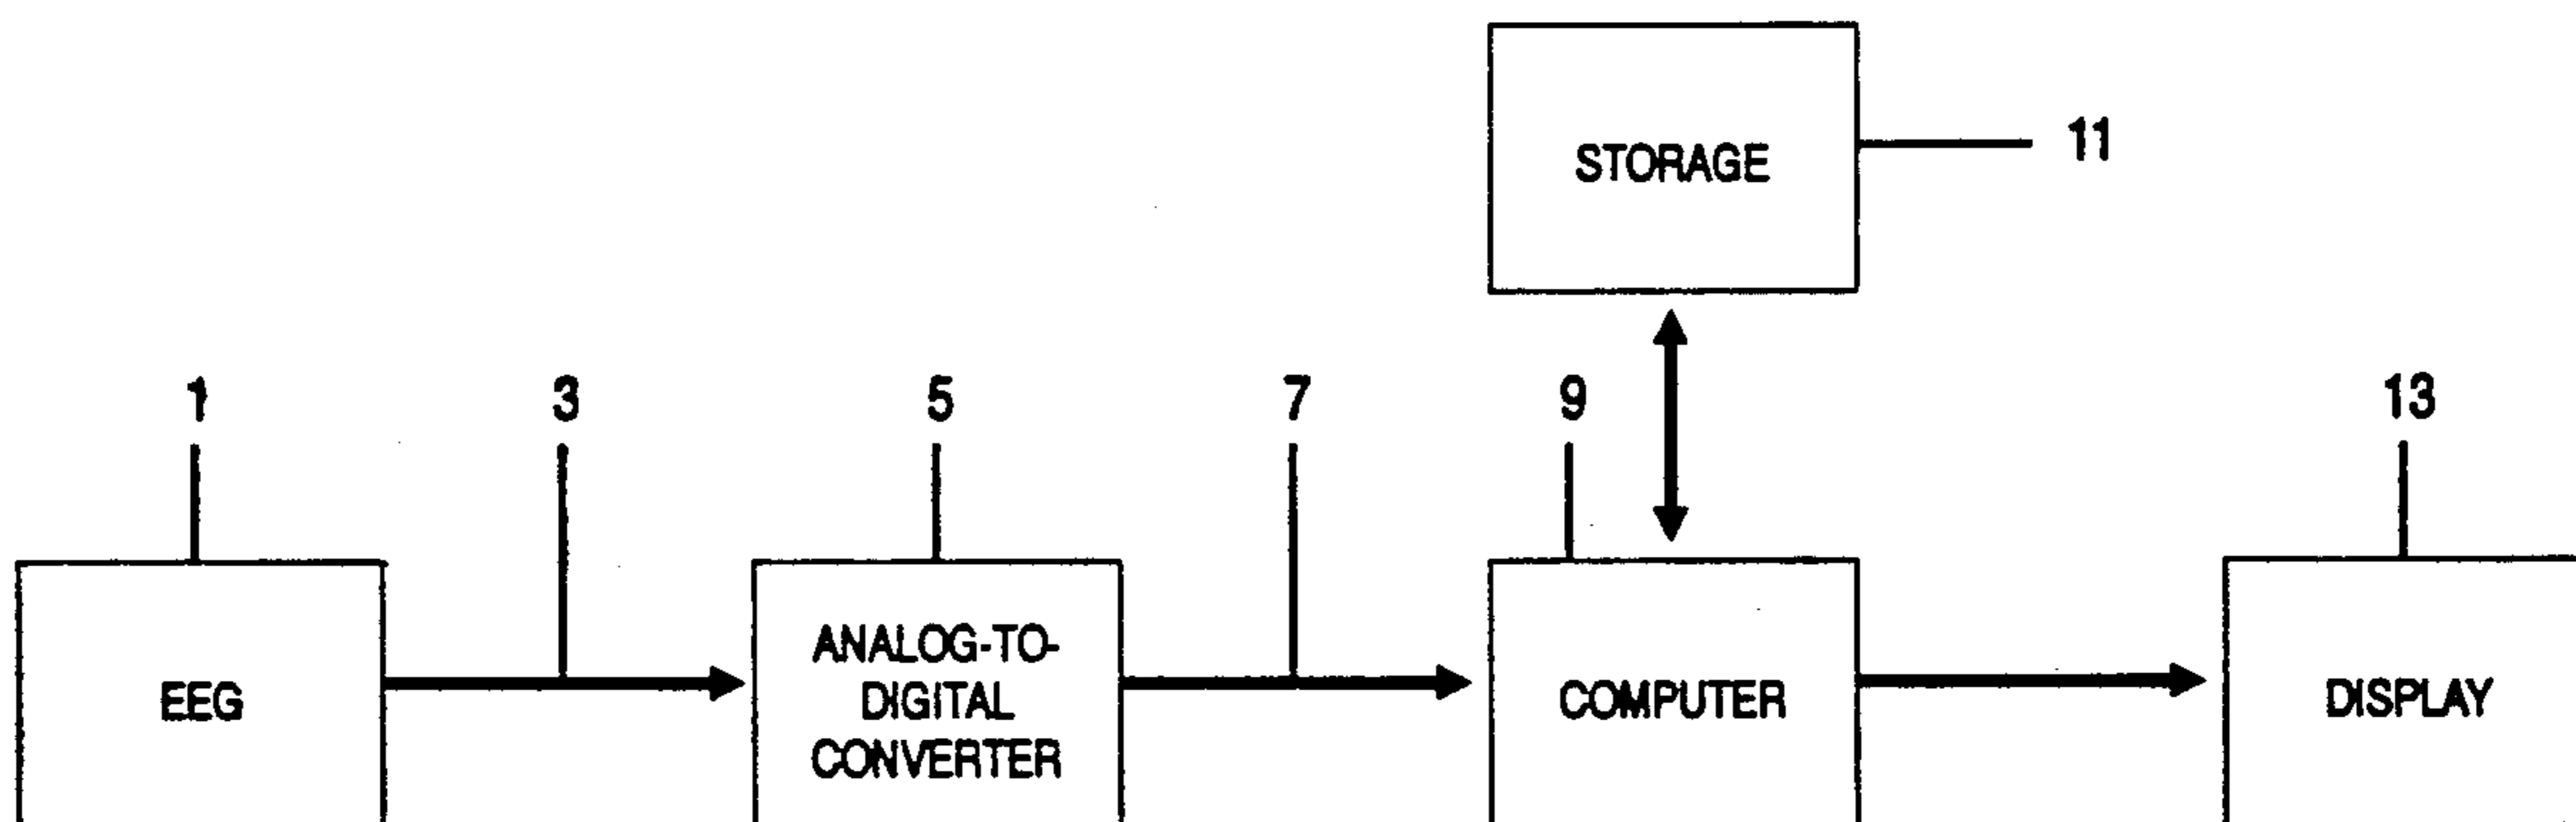 STORAGE
11
1
3
5
7
9
13
EEG
ANALOG-TO-
DIGITAL
CONVERTER
COMPUTER
DISPLAY